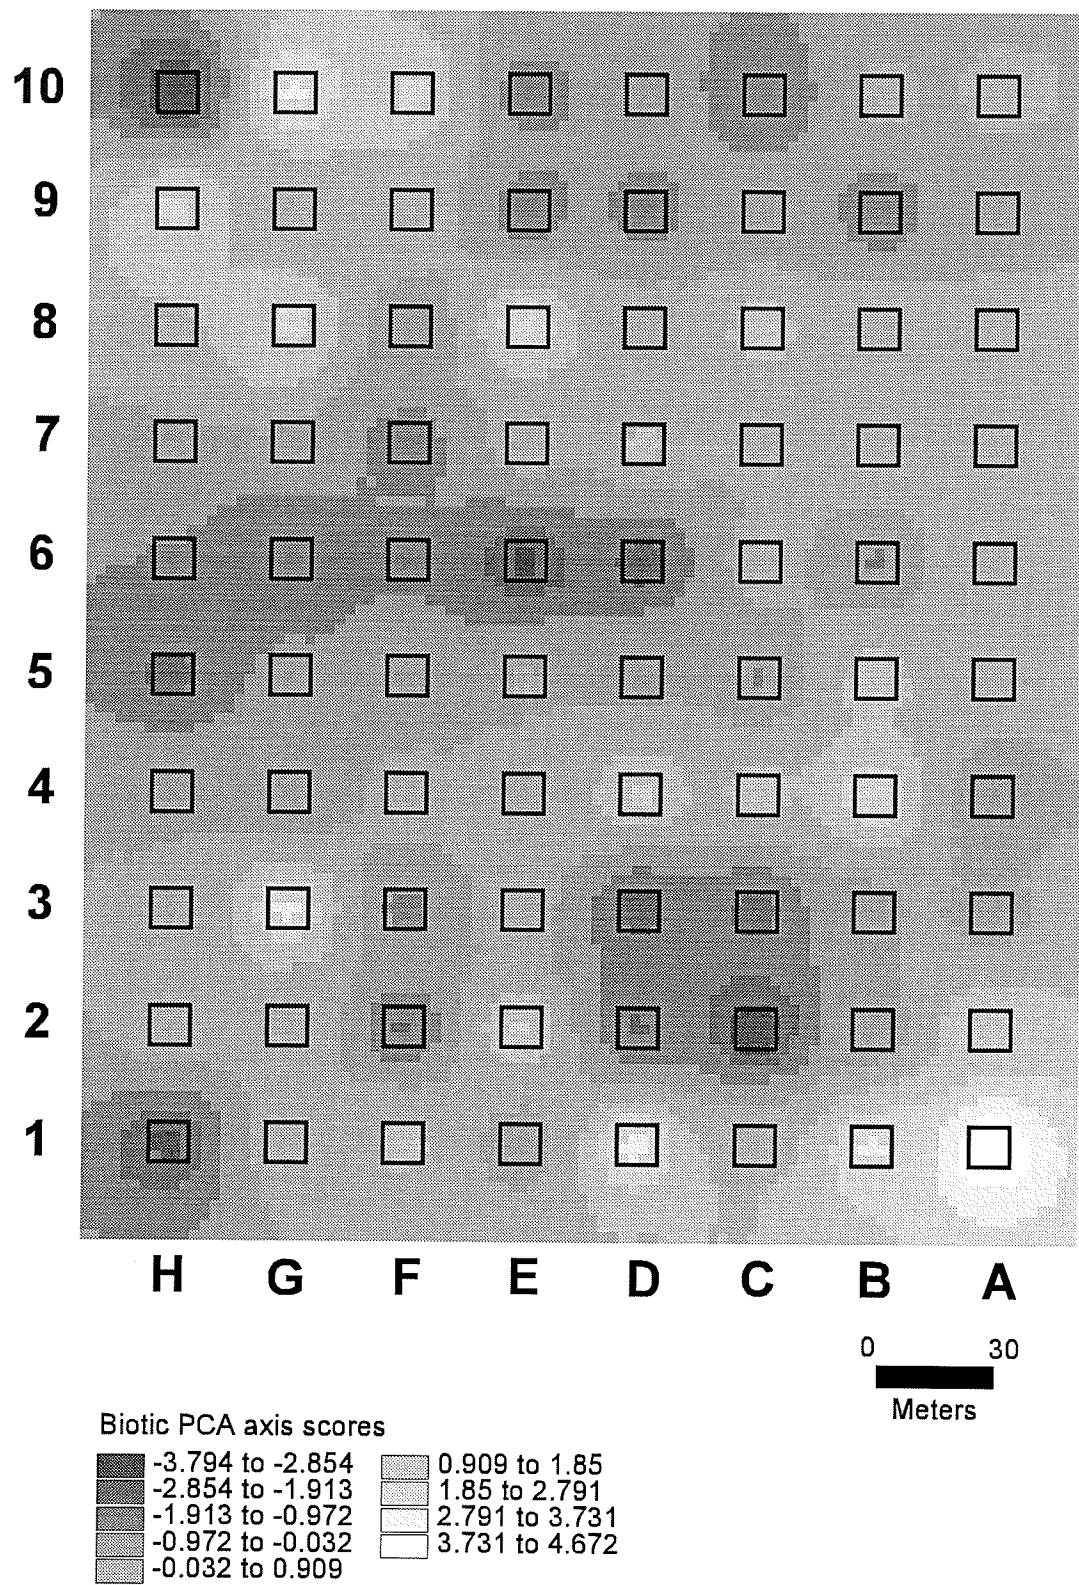 10
9
8
7
6
5
4
3
2
1
H G F E D C B A
0 30
Meters
Biotic PCA axis scores
-3.794 to -2.854
-2.854 to -1.913
-1.913 to -0.972
-0.972 to -0.032
-0.032 to 0.909
0.909 to 1.85
1.85 to 2.791
2.791 to 3.731
3.731 to 4.672